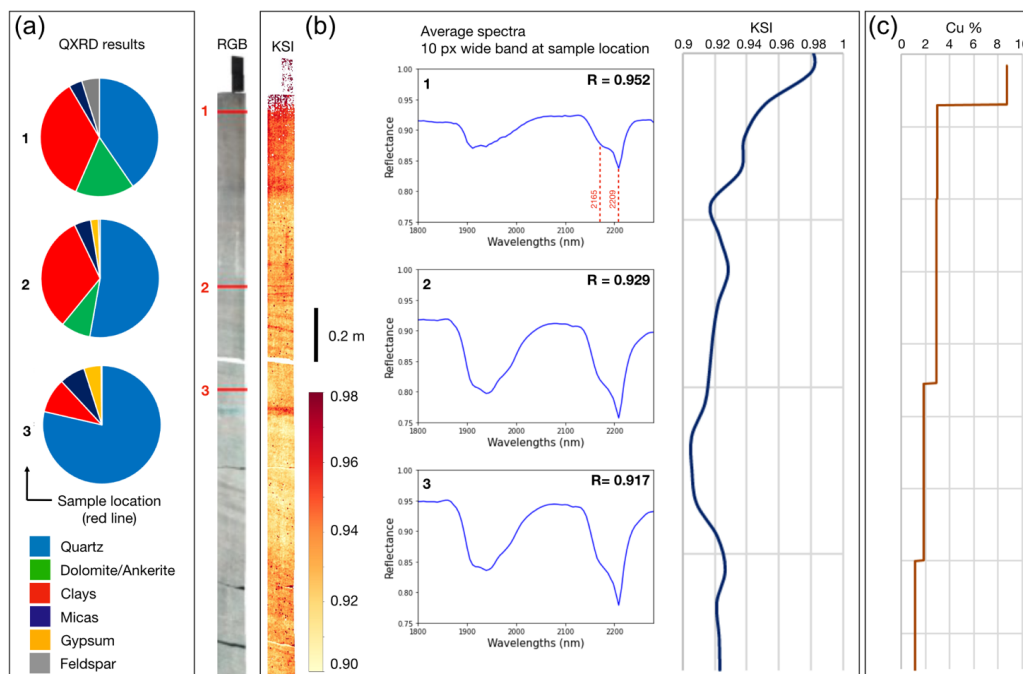 (a)
QXRD results
1
2
3
Sample location
(red line)
Quartz
Dolomite/Ankerite
Clays
Micas
Gypsum
Feldspar
RGB
KSI
1
2
3
0.2 m
0.98
0.96
0.94
0.92
0.90
(b)
Average spectra
10 px wide band at sample location
1
R = 0.952
1.00
0.95
0.90
0.85
0.80
0.75
Reflectance
2165
2209
1800 1900 2000 2100 2200
Wavelengths (nm)
2
R = 0.929
1.00
0.95
0.90
0.85
0.80
0.75
Reflectance
1800 1900 2000 2100 2200
Wavelengths (nm)
3
R= 0.917
1.00
0.95
0.90
0.85
0.80
0.75
Reflectance
1800 1900 2000 2100 2200
Wavelengths (nm)
KSI
0.9 0.92 0.94 0.96 0.98 1
(c)
Cu %
0 2 4 6 8 10